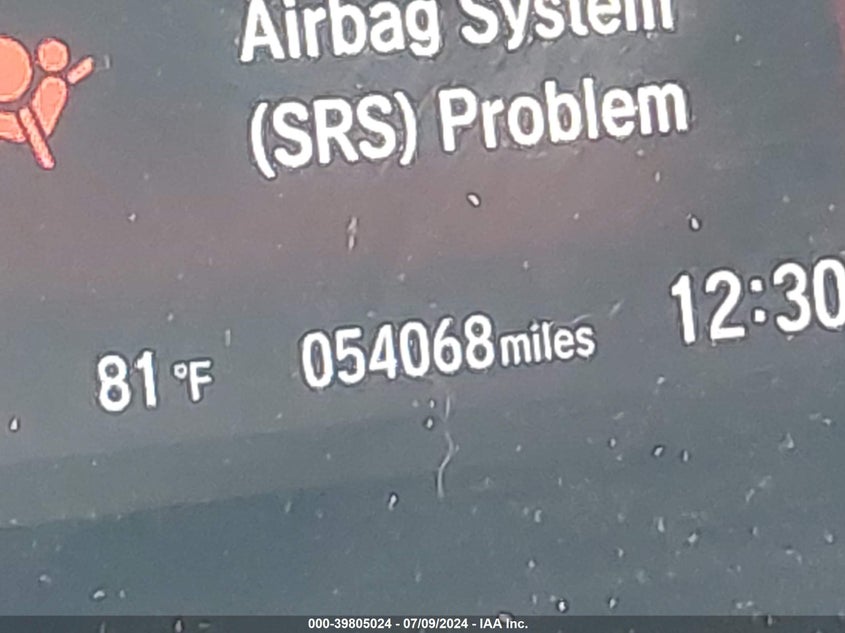 Airbag System
(SRS) Problem
12:30
81 °F 054068 miles
000-39805024 - 07/09/2024 - IAA Inc.